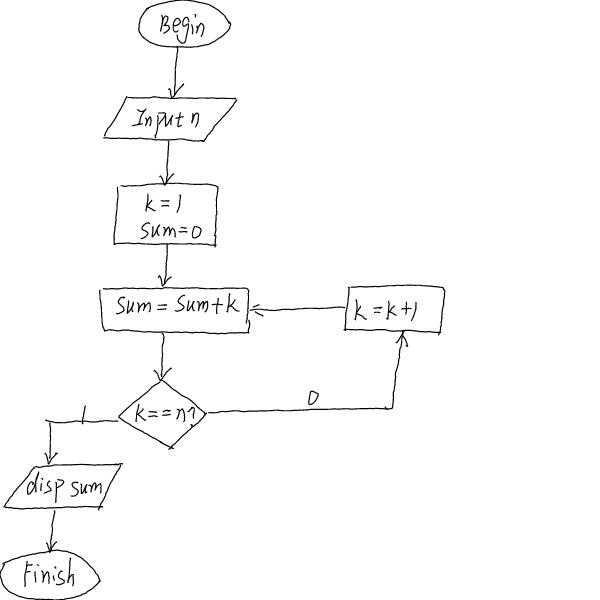 Begin
Input n
k=1
sum=0
sum=sum+k
k=k+1
k==n?
0
1
disp sum
Finish